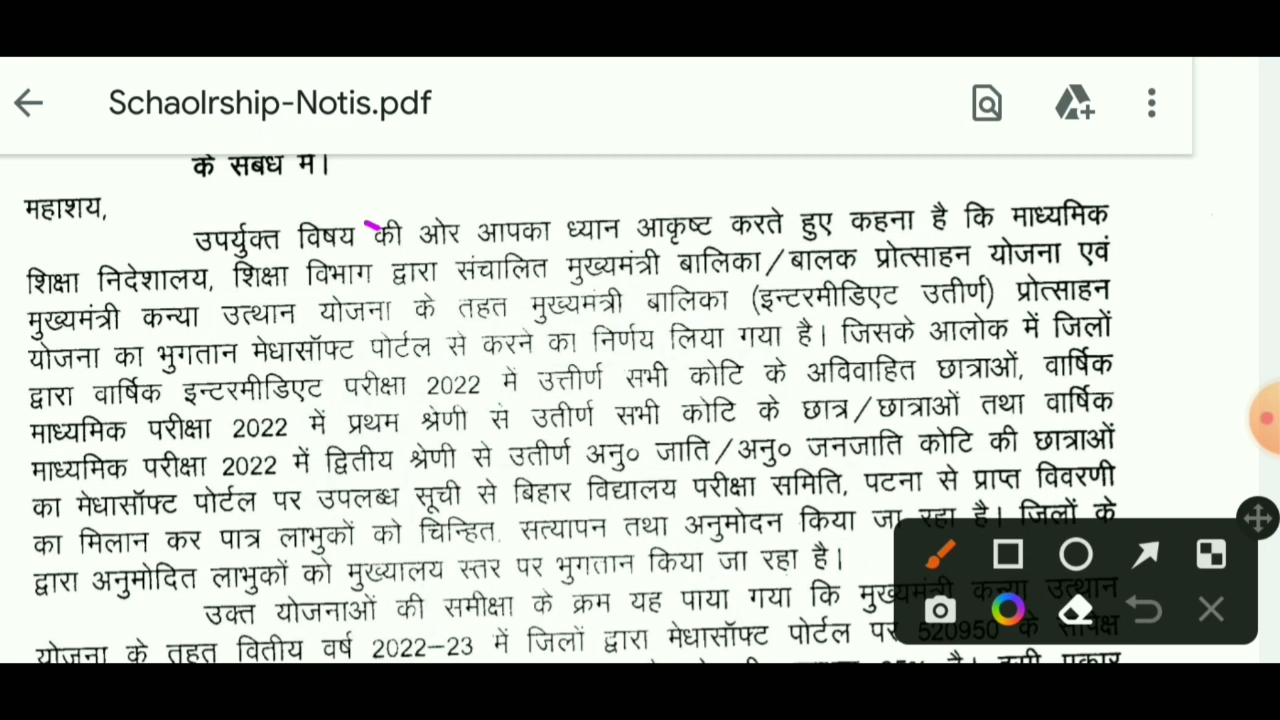 Schaolrship-Notis.pdf
के संबंध में।
महाशय,
उपर्युक्त विषय की ओर आपका ध्यान आकृष्ट करते हुए कहना है कि माध्यमिक
शिक्षा निदेशालय, शिक्षा विभाग द्वारा संचालित मुख्यमंत्री बालिका/बालक प्रोत्साहन योजना एवं
मुख्यमंत्री कन्या उत्थान योजना के तहत मुख्यमंत्री बालिका (इन्टरमीडिएट उतीर्ण) प्रोत्साहन
योजना का भुगतान मेधासॉफ्ट पोर्टल से करने का निर्णय लिया गया है। जिसके आलोक में जिलों
द्वारा वार्षिक इन्टरमीडिएट परीक्षा 2022 में उत्तीर्ण सभी कोटि के अविवाहित छात्राओं, वार्षिक
माध्यमिक परीक्षा 2022 में प्रथम श्रेणी से उतीर्ण सभी कोटि के छात्र/छात्राओं तथा वार्षिक
माध्यमिक परीक्षा 2022 में द्वितीय श्रेणी से उतीर्ण अनु० जाति/अनु० जनजाति कोटि की छात्राओं
का मेधासॉफ्ट पोर्टल पर उपलब्ध सूची से बिहार विद्यालय परीक्षा समिति, पटना से प्राप्त विवरणी
का मिलान कर पात्र लाभुकों को चिन्हित, सत्यापन तथा अनुमोदन किया जा रहा है। जिलों के
द्वारा अनुमोदित लाभुकों को मुख्यालय स्तर पर भुगतान किया जा रहा है।
उक्त योजनाओं की समीक्षा के क्रम यह पाया गया कि मुख्यमंत्री कन्या उत्थान
योजना के तहत वितीय वर्ष 2022–23 में जिलों द्वारा मेधासॉफ्ट पोर्टल पर 520950 के सापेक्ष